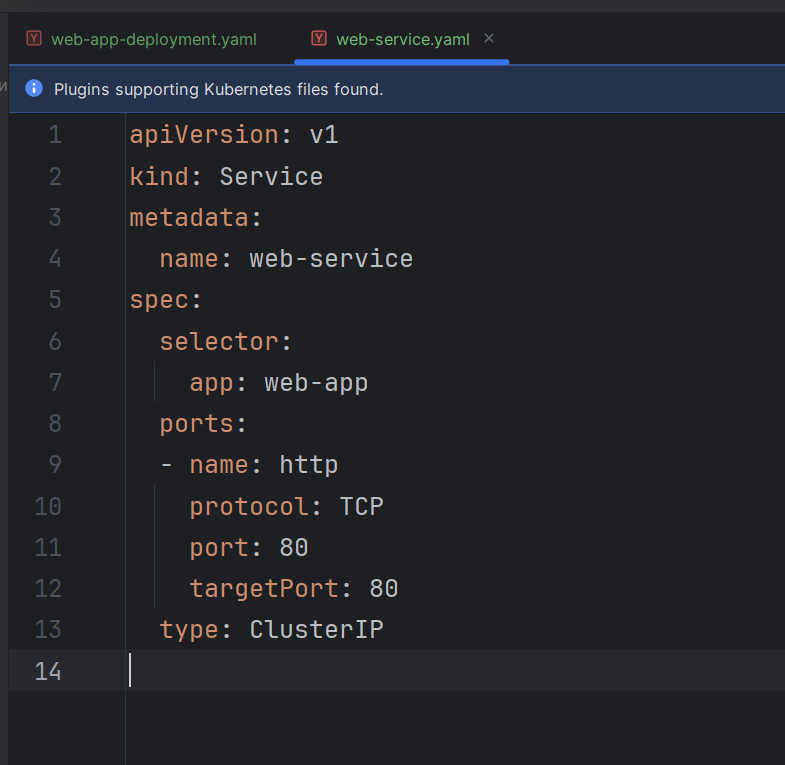 web-app-deployment.yaml web-service.yaml
Plugins supporting Kubernetes files found.
1 apiVersion: v1
2 kind: Service
3 metadata:
4   name: web-service
5 spec:
6   selector:
7     app: web-app
8   ports:
9   - name: http
10     protocol: TCP
11     port: 80
12     targetPort: 80
13   type: ClusterIP
14